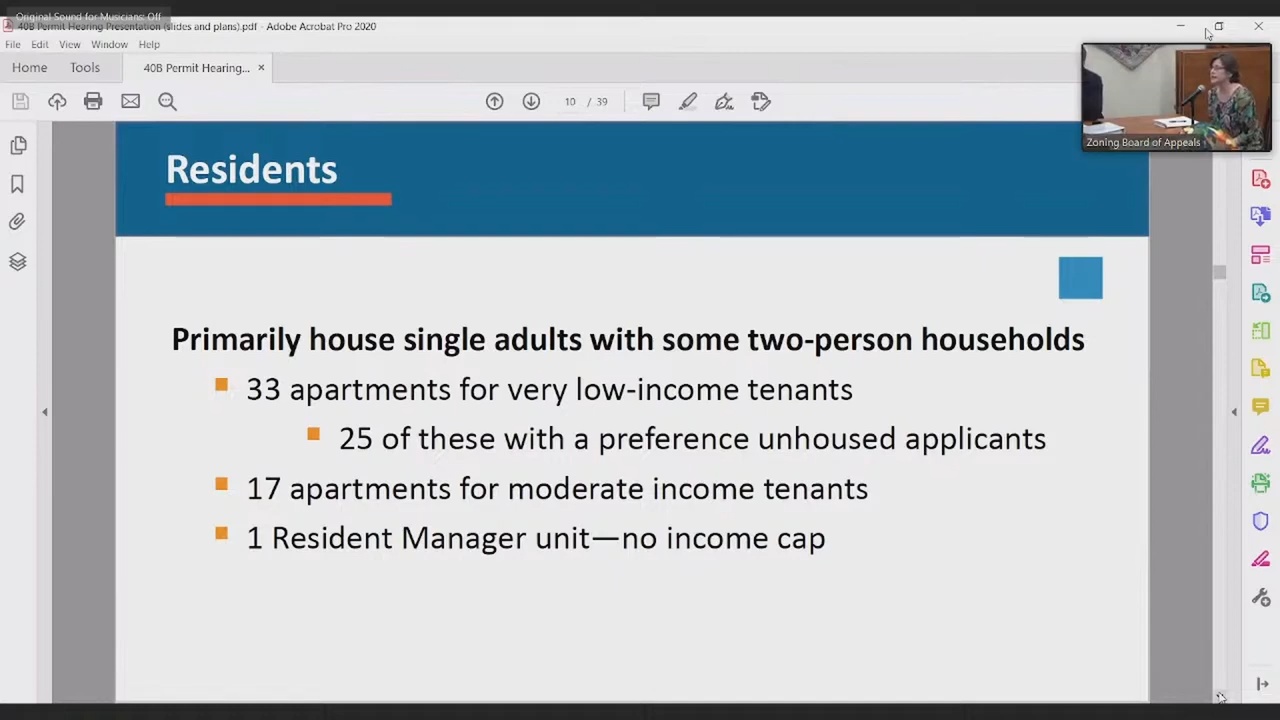 Original Sound for Musicians: Off
40B Permit Hearing Presentation (slides and plans).pdf - Adobe Acrobat Pro 2020
File Edit View Window Help
Home Tools 40B Permit Hearing... ×
10 / 39
Zoning Board of Appeals
Residents
Primarily house single adults with some two-person households
33 apartments for very low-income tenants
25 of these with a preference unhoused applicants
17 apartments for moderate income tenants
1 Resident Manager unit—no income cap